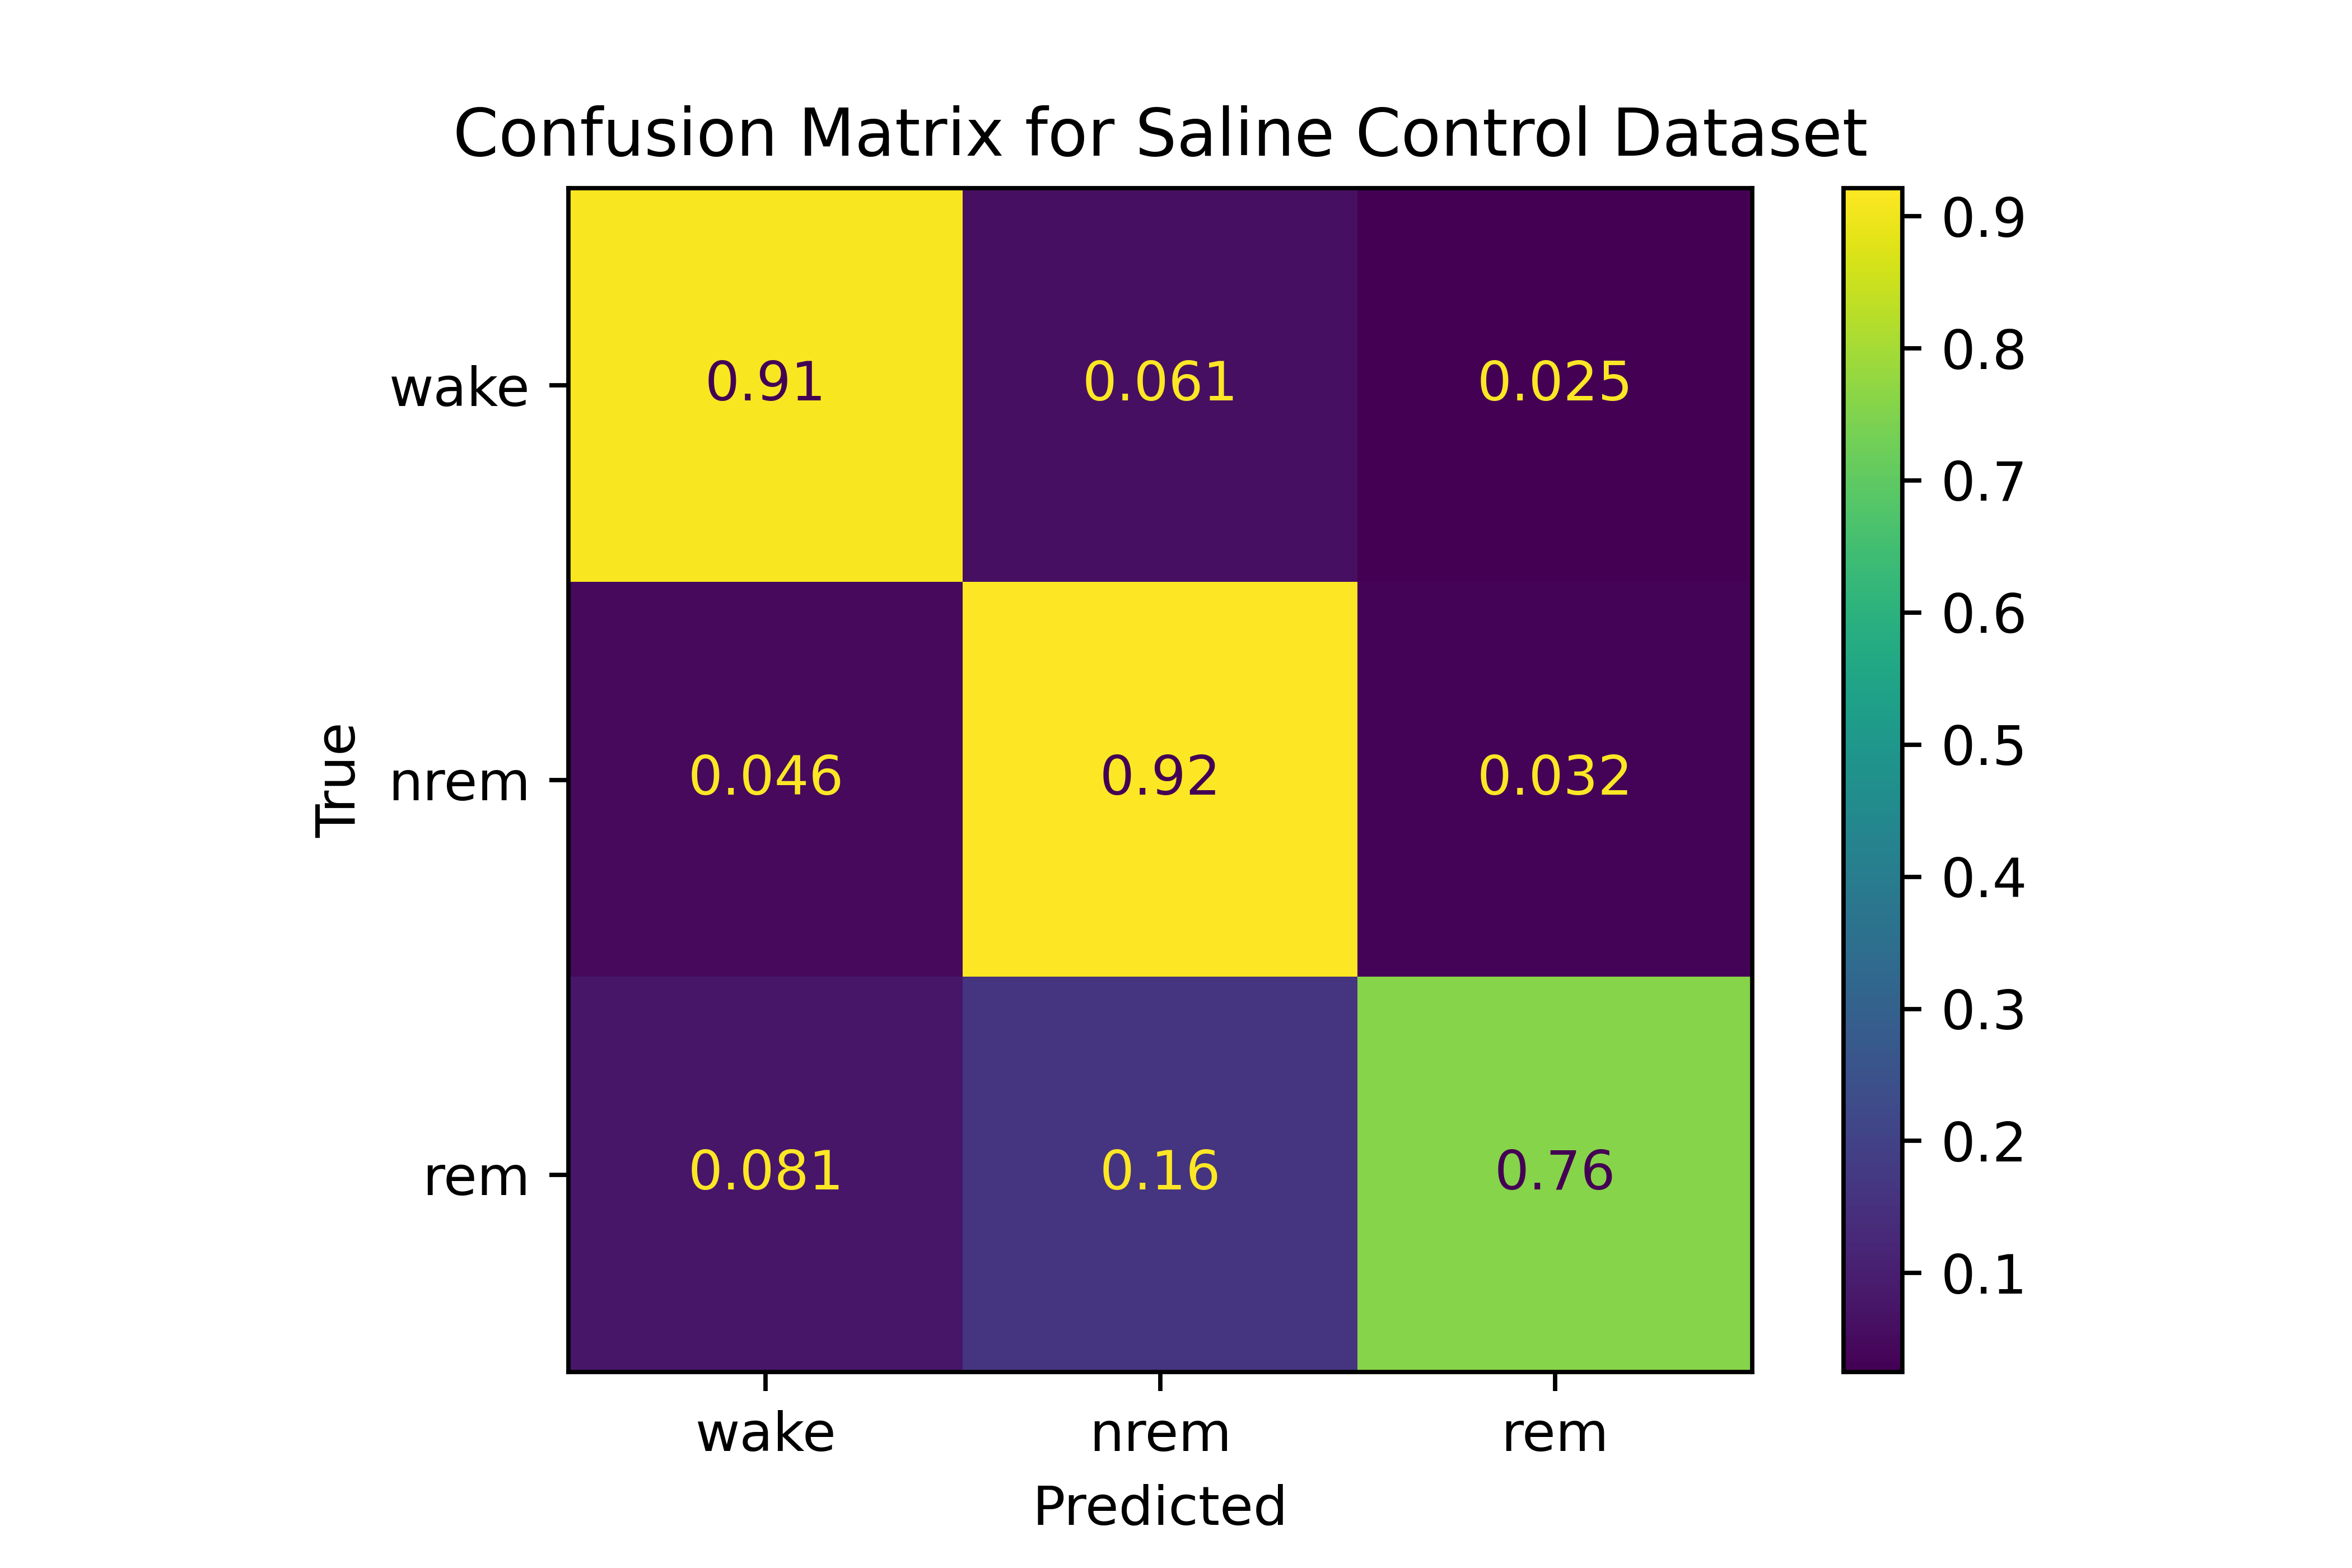 Confusion Matrix for Saline Control Dataset
wake 0.91 0.061 0.025
nrem 0.046 0.92 0.032
rem 0.081 0.16 0.76
wake nrem rem
Predicted
True
0.9
0.8
0.7
0.6
0.5
0.4
0.3
0.2
0.1